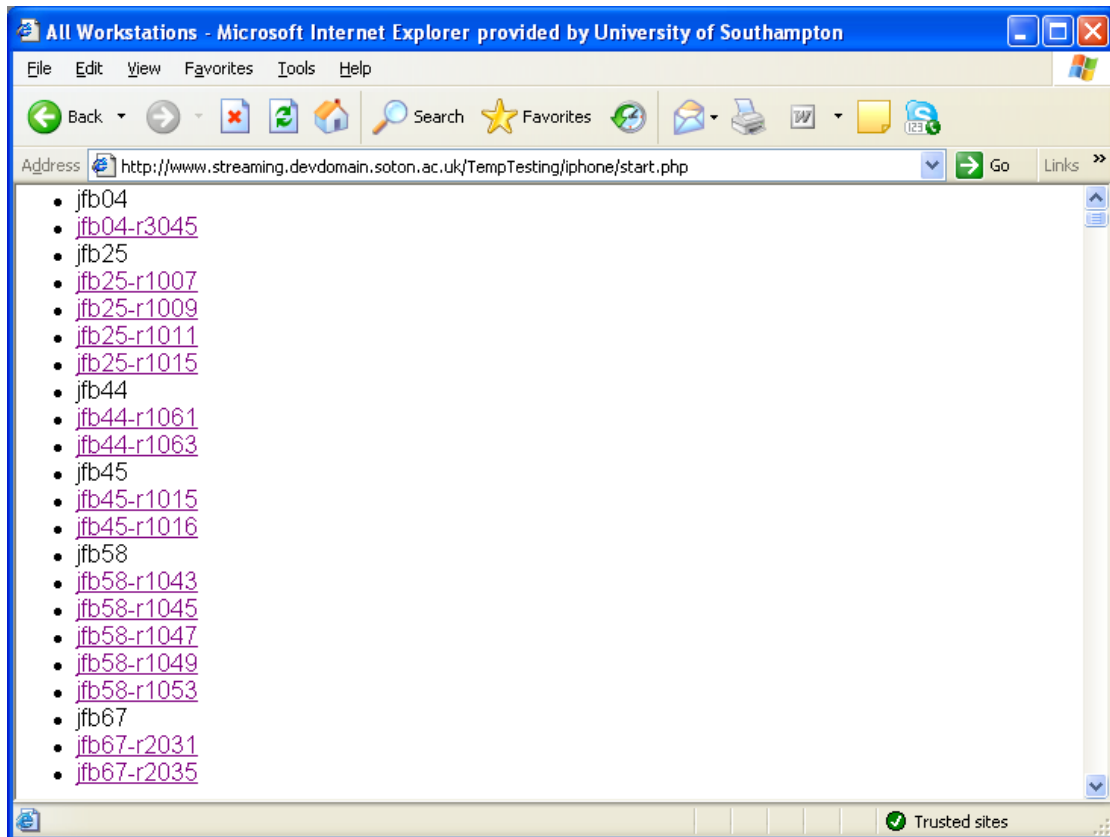 All Workstations - Microsoft Internet Explorer provided by University of Southampton
File Edit View Favorites Tools Help
Back Search Favorites W 123
Address http://www.streaming.devdomain.soton.ac.uk/TempTesting/iphone/start.php Go Links »
• jfb04
• jfb04-r3045
• jfb25
• jfb25-r1007
• jfb25-r1009
• jfb25-r1011
• jfb25-r1015
• jfb44
• jfb44-r1061
• jfb44-r1063
• jfb45
• jfb45-r1015
• jfb45-r1016
• jfb58
• jfb58-r1043
• jfb58-r1045
• jfb58-r1047
• jfb58-r1049
• jfb58-r1053
• jfb67
• jfb67-r2031
• jfb67-r2035
Trusted sites